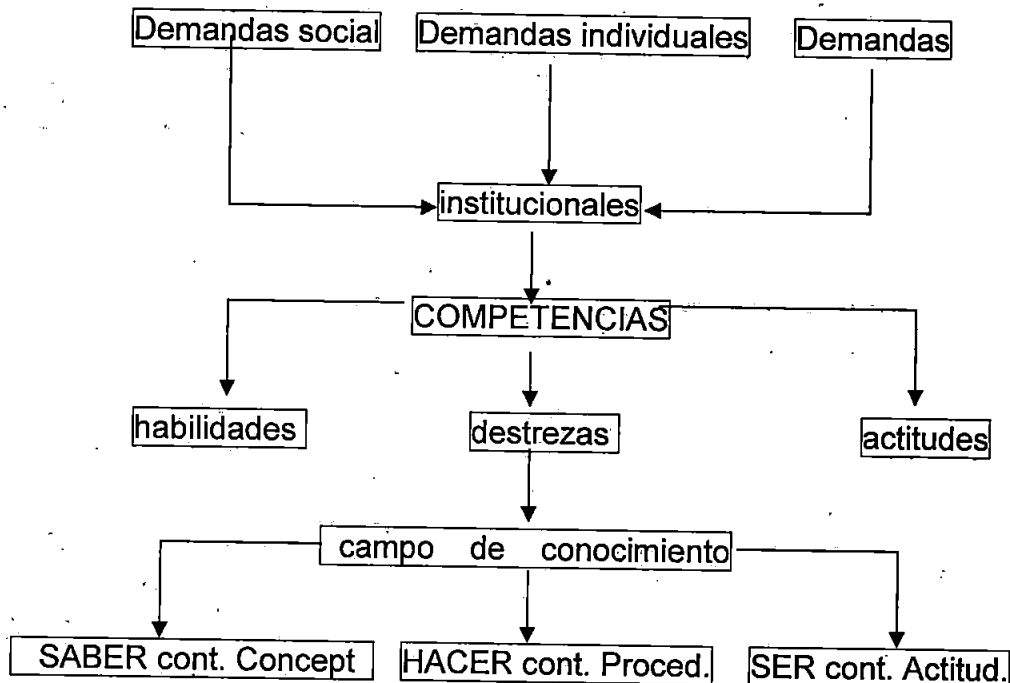 Demandas social
Demandas individuales
Demandas
institucionales
COMPETENCIAS
habilidades
destrezas
actitudes
campo de conocimiento
SABER cont. Concept
HACER cont. Proced.
SER cont. Actitud.